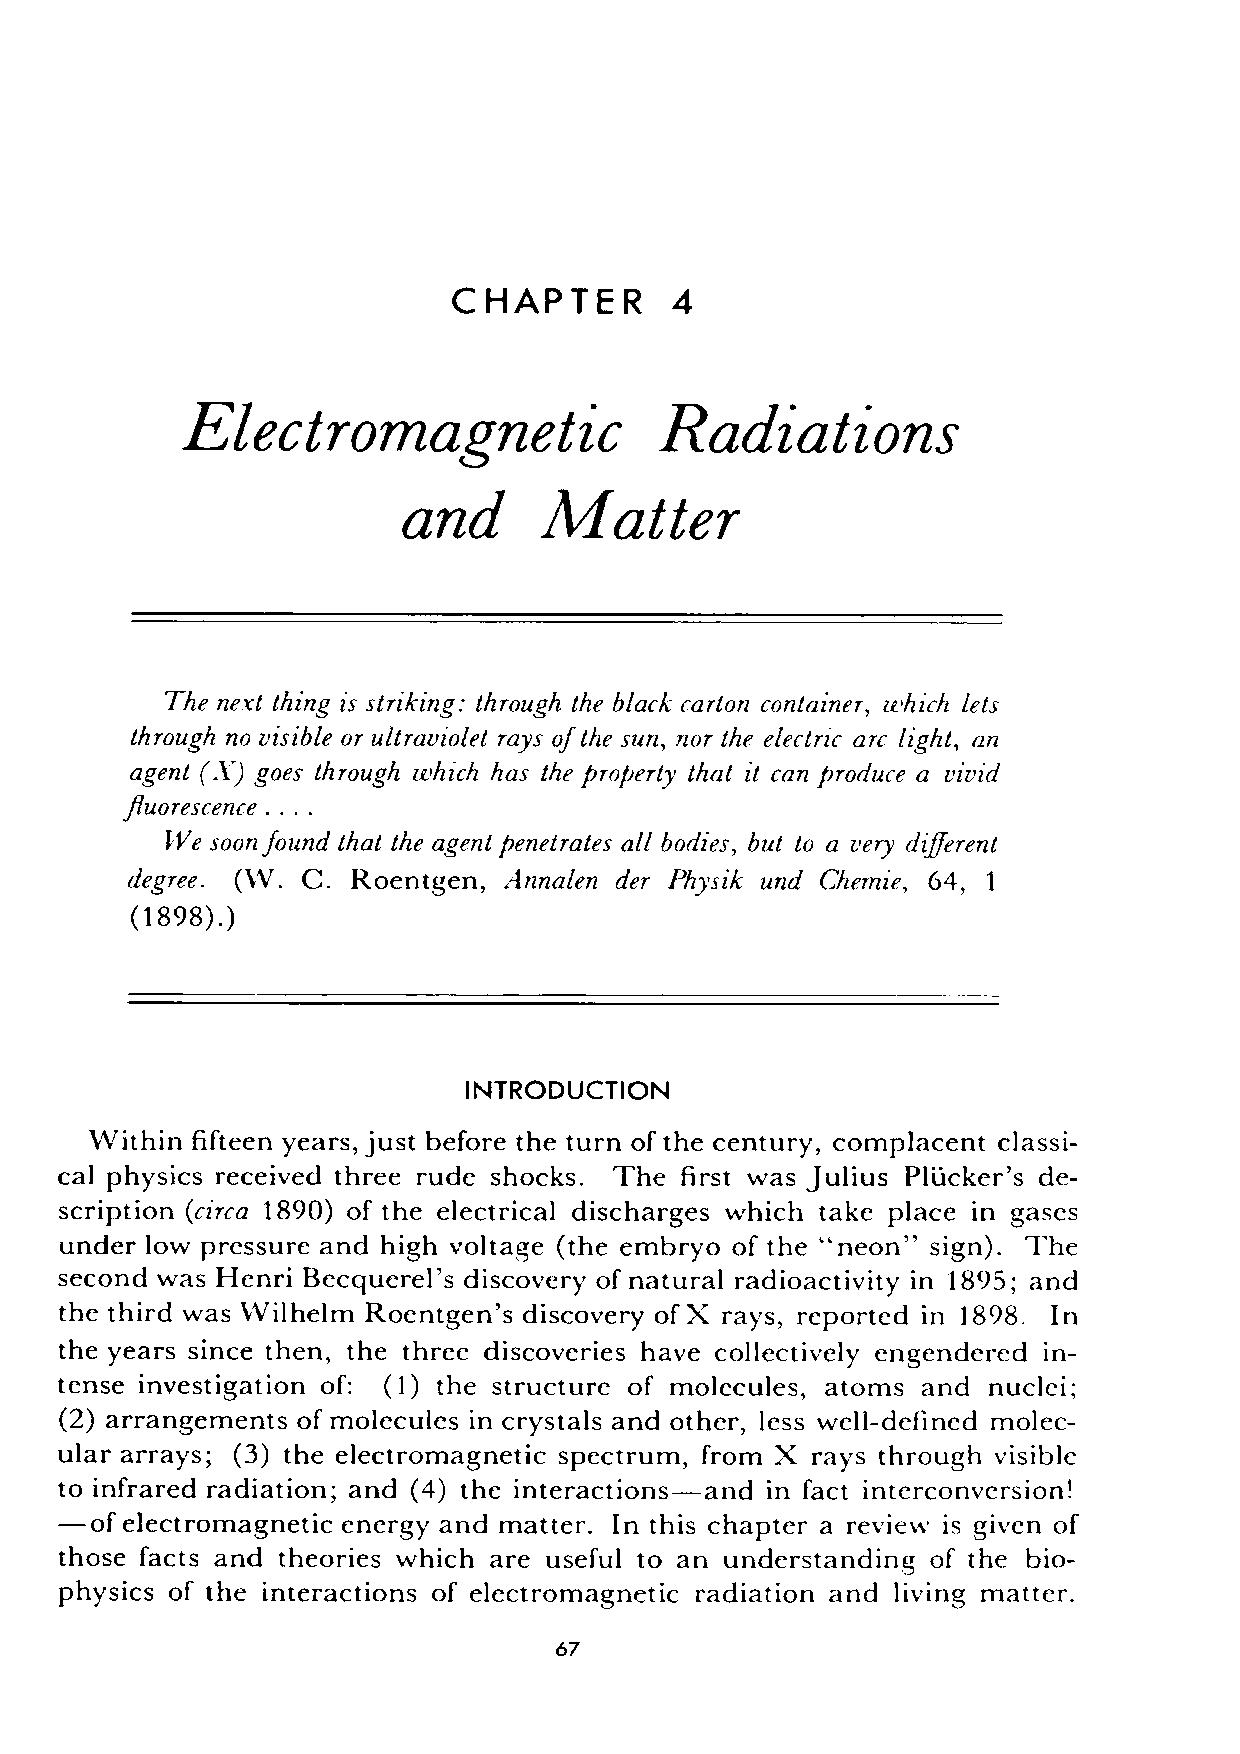 CHAPTER 4
Electromagnetic Radiations
and Matter
The next thing is striking: through the black carton container, which lets
through no visible or ultraviolet rays of the sun, nor the electric arc light, an
agent (X) goes through which has the property that it can produce a vivid
fluorescence . . . .
We soon found that the agent penetrates all bodies, but to a very different
degree. (W. C. Roentgen, Annalen der Physik und Chemie, 64, 1
(1898).)
INTRODUCTION
Within fifteen years, just before the turn of the century, complacent classi-
cal physics received three rude shocks. The first was Julius Plücker's de-
scription (circa 1890) of the electrical discharges which take place in gases
under low pressure and high voltage (the embryo of the "neon" sign). The
second was Henri Becquerel's discovery of natural radioactivity in 1895; and
the third was Wilhelm Roentgen's discovery of X rays, reported in 1898. In
the years since then, the three discoveries have collectively engendered in-
tense investigation of: (1) the structure of molecules, atoms and nuclei;
(2) arrangements of molecules in crystals and other, less well-defined molec-
ular arrays; (3) the electromagnetic spectrum, from X rays through visible
to infrared radiation; and (4) the interactions—and in fact interconversion!
—of electromagnetic energy and matter. In this chapter a review is given of
those facts and theories which are useful to an understanding of the bio-
physics of the interactions of electromagnetic radiation and living matter.
67